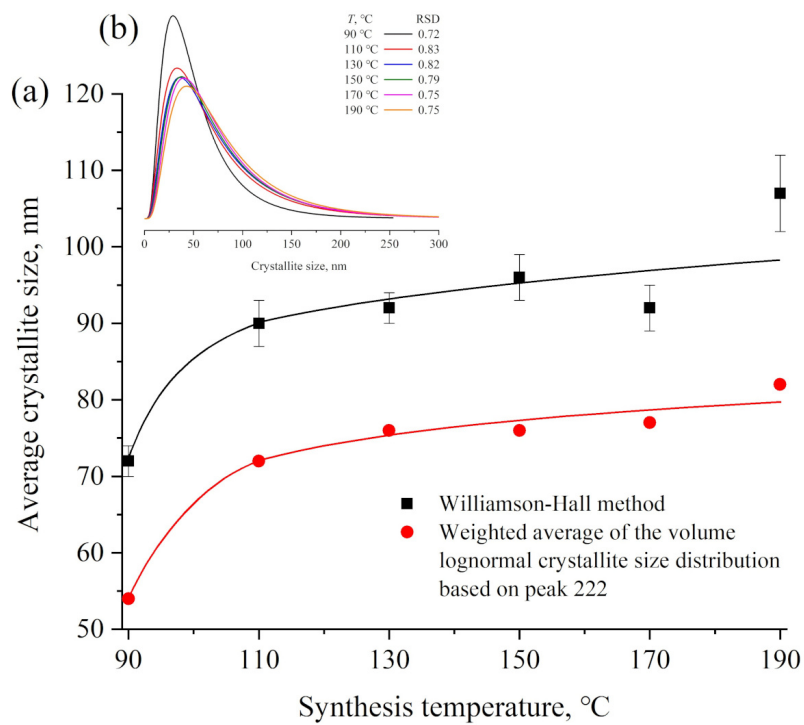 (b)
T, °C RSD
90 °C 0.72
110 °C 0.83
130 °C 0.82
150 °C 0.79
170 °C 0.75
190 °C 0.75
0 50 100 150 200 250 300
Crystallite size, nm
(a)
Average crystallite size, nm
120
110
100
90
80
70
60
50
Williamson-Hall method
Weighted average of the volume
lognormal crystallite size distribution
based on peak 222
90 110 130 150 170 190
Synthesis temperature, °C